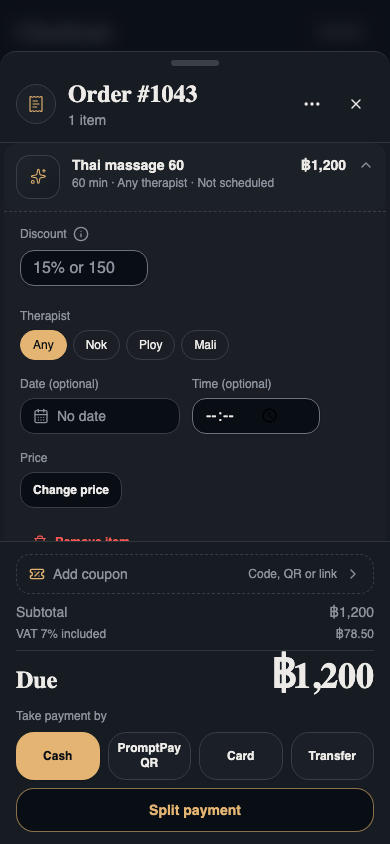 Order #1043
1 item
Thai massage 60
฿1,200
60 min · Any therapist · Not scheduled
Discount
15% or 150
Therapist
Any
Nok
Ploy
Mali
Date (optional)
Time (optional)
No date
--:--
Price
Change price
Remove item
Add coupon
Code, QR or link
Subtotal
฿1,200
VAT 7% included
฿78.50
Due
฿1,200
Take payment by
Cash
PromptPay
QR
Card
Transfer
Split payment